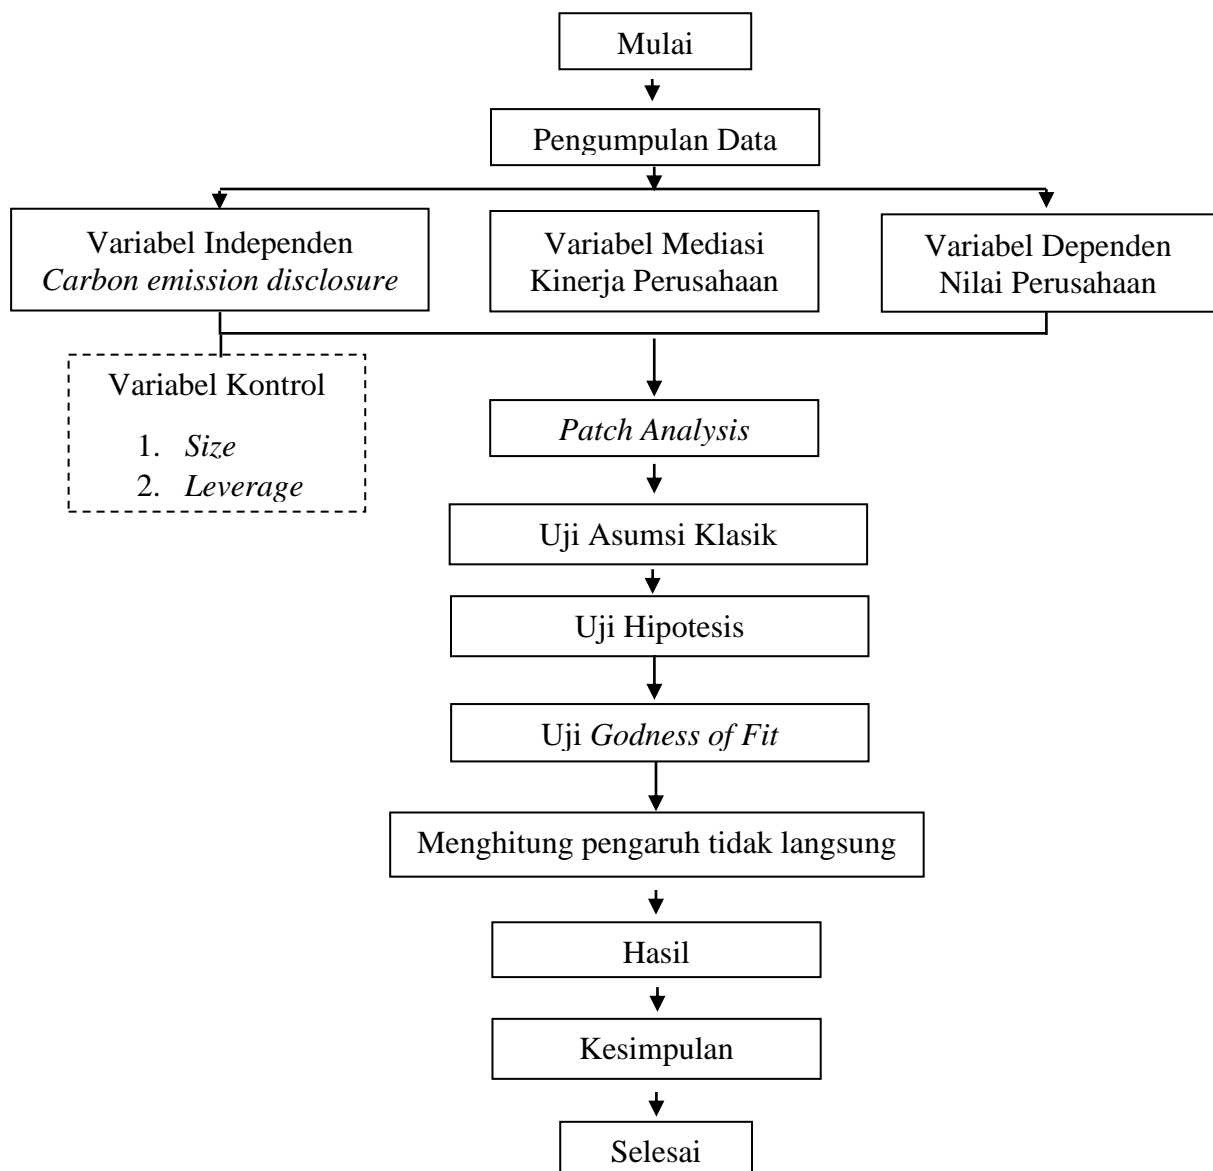 Mulai
Pengumpulan Data
Variabel Independen
Carbon emission disclosure
Variabel Mediasi
Kinerja Perusahaan
Variabel Dependen
Nilai Perusahaan
Variabel Kontrol
1. Size
2. Leverage
Patch Analysis
Uji Asumsi Klasik
Uji Hipotesis
Uji Godness of Fit
Menghitung pengaruh tidak langsung
Hasil
Kesimpulan
Selesai